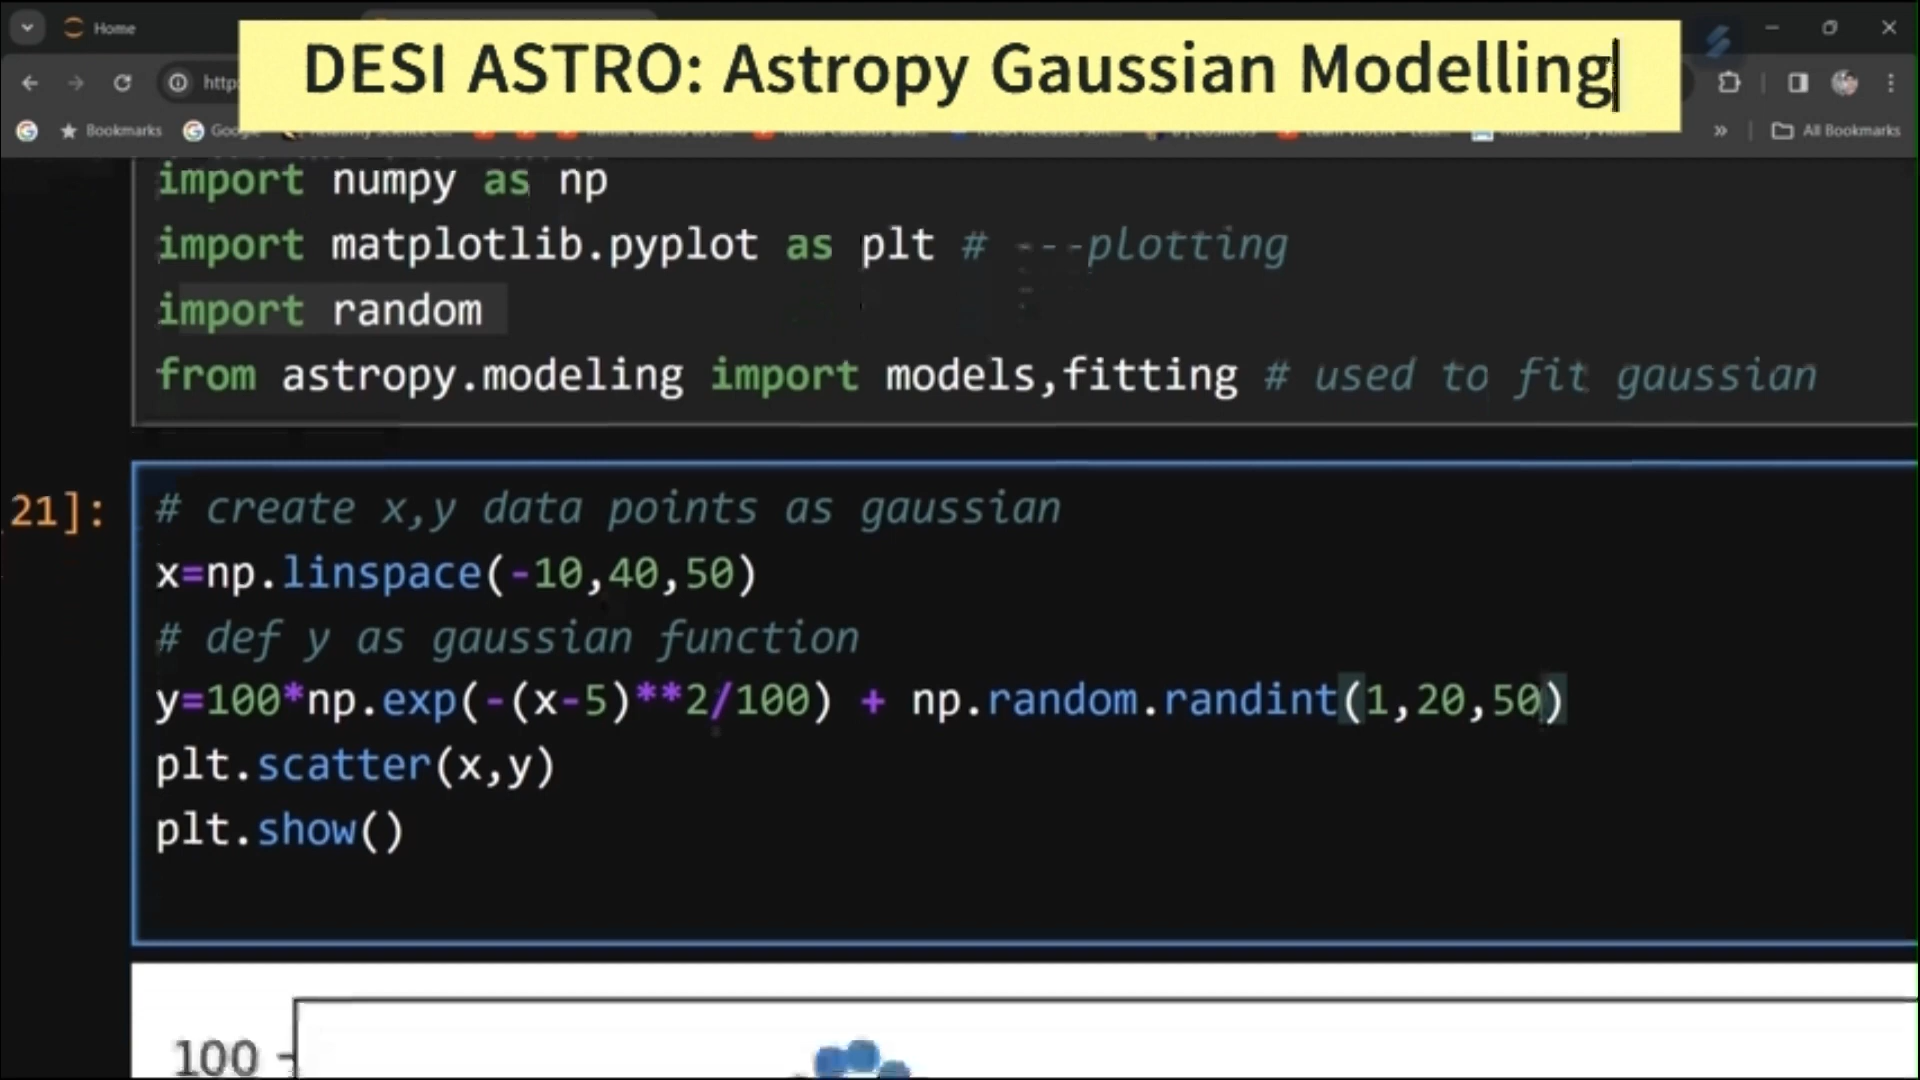 Home
DESI ASTRO: Astropy Gaussian Modelling
http
Bookmarks
All Bookmarks
import numpy as np
import matplotlib.pyplot as plt # ---plotting
import random
from astropy.modeling import models,fitting # used to fit gaussian
21]:
# create x,y data points as gaussian
x=np.linspace(-10,40,50)
# def y as gaussian function
y=100*np.exp(-(x-5)**2/100) + np.random.randint(1,20,50)
plt.scatter(x,y)
plt.show()
100